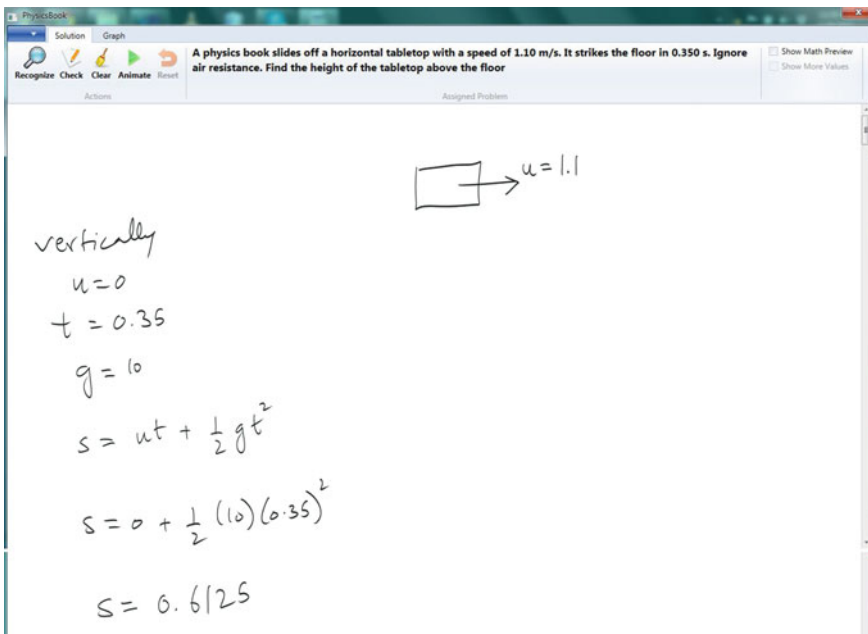 PhysicsBook
Solution Graph
Recognize Check Clear Animate Reset
Actions
A physics book slides off a horizontal tabletop with a speed of 1.10 m/s. It strikes the floor in 0.350 s. Ignore
air resistance. Find the height of the tabletop above the floor
Assigned Problem
Show Math Preview
Show More Values
u = 1.1
vertically
u = 0
t = 0.35
g = 10
s = ut + 1/2 gt²
s = 0 + 1/2 (10)(0.35)²
s = 0.6125